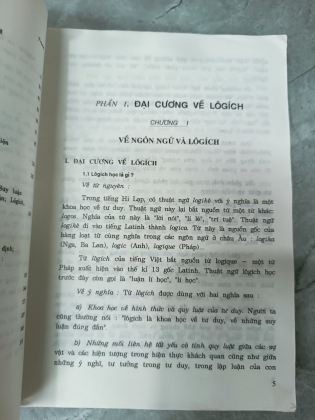 PHẦN I. ĐẠI CƯƠNG VỀ LÔGÍCH
CHƯƠNG I
VỀ NGÔN NGỮ VÀ LÔGÍCH
I. ĐẠI CƯƠNG VỀ LÔGÍCH
1.1 Lôgích học là gì ?
Về từ nguyên :
Trong tiếng Hi Lạp, có thuật ngữ logikè với ý nghĩa là một
khoa học về tư duy. Thuật ngữ này lại bắt nguồn từ một từ khác:
logos. Nghĩa của từ này là "lời nói", "lí lẽ", "trí tuệ". Thuật ngữ
logikè đi vào tiếng Latinh thành logica. Từ này là nguồn gốc của
hàng loạt từ cùng nghĩa trong các ngôn ngữ ở châu Âu : logika
(Nga, Ba Lan), logic (Anh), logique (Pháp)...
Từ lôgích của tiếng Việt bắt nguồn từ logique – một từ
Pháp xuất hiện vào thế kỉ 13 gốc Latinh. Thuật ngữ lôgích học
trước đây còn gọi là "luận lí học", "lí học".
Về ý nghĩa : Từ lôgích được dùng với hai nghĩa sau :
a) Khoa học về hình thức và quy luật của tư duy. Người ta
cũng thường nói : "lôgích là khoa học về tư duy, về những suy
luận đúng đắn".
b) Những mối liên hệ tất yếu có tính quy luật giữa các sự
vật và các hiện tượng trong hiện thực khách quan cũng như giữa
những ý nghĩ, tư tưởng trong tư duy, trong lập luận của con
5